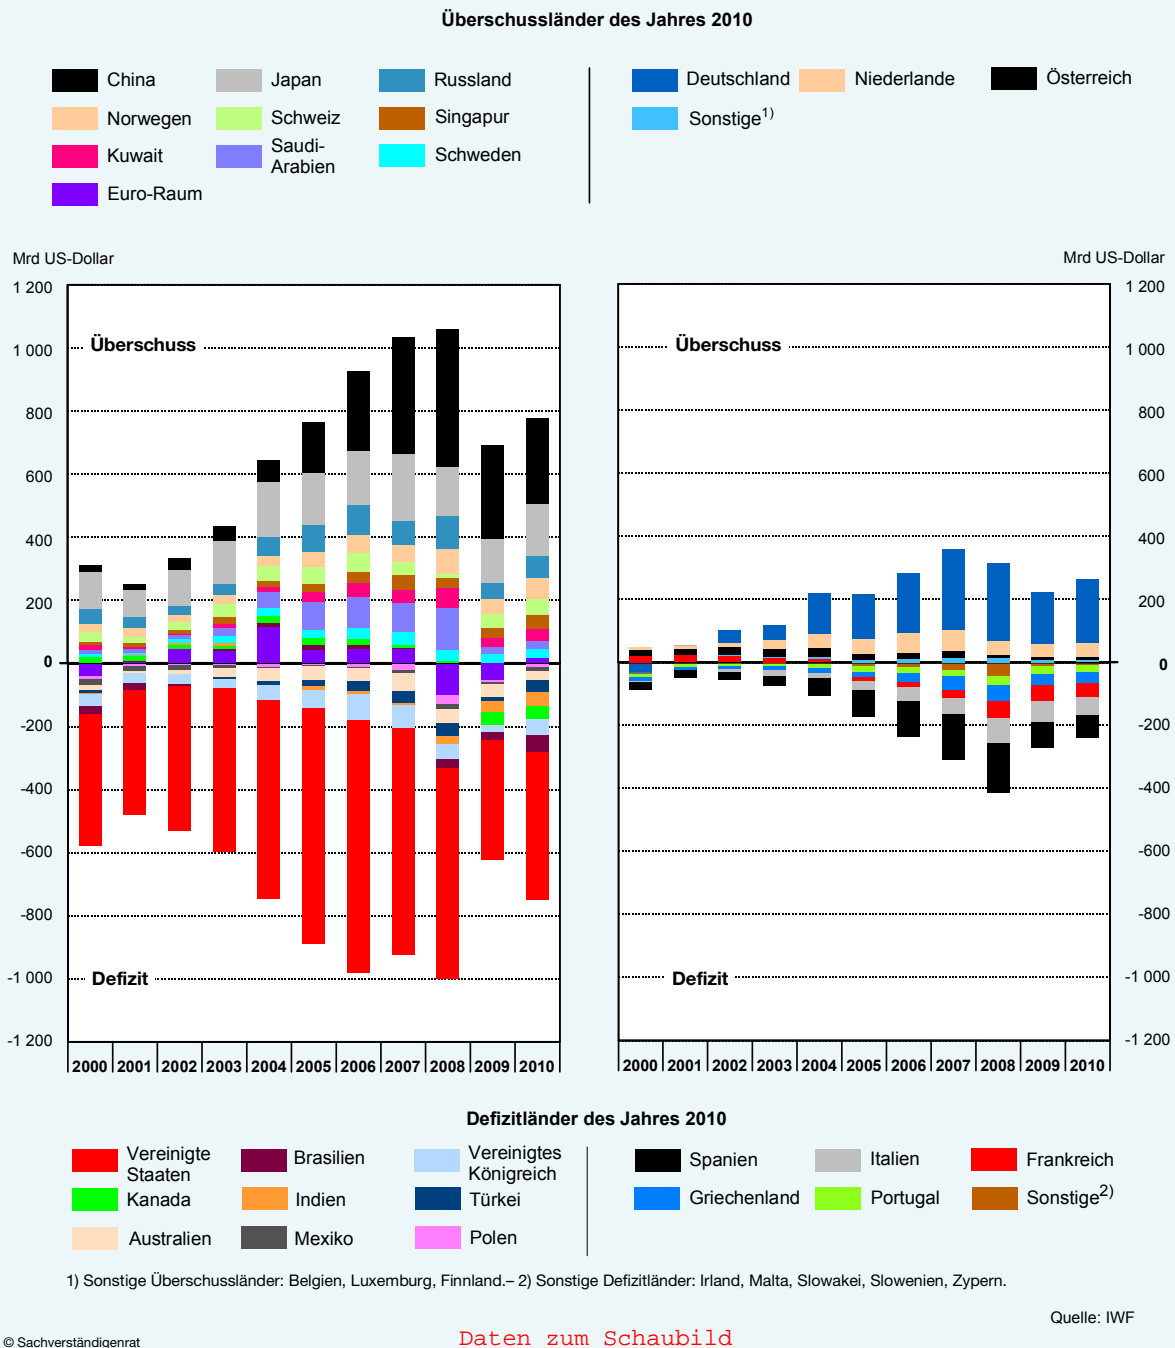 Überschussländer des Jahres 2010
China Japan Russland
Norwegen Schweiz Singapur
Kuwait Saudi-
Arabien Schweden
Euro-Raum
Deutschland Niederlande Österreich
Sonstige1)
Mrd US-Dollar
1 200
1 000
800
600
400
200
0
-200
-400
-600
-800
-1 000
-1 200
Überschuss
Defizit
2000 2001 2002 2003 2004 2005 2006 2007 2008 2009 2010
Mrd US-Dollar
1 200
1 000
800
600
400
200
0
-200
-400
-600
-800
-1 000
-1 200
Überschuss
Defizit
2000 2001 2002 2003 2004 2005 2006 2007 2008 2009 2010
Defizitländer des Jahres 2010
Vereinigte
Staaten Brasilien Vereinigtes
Königreich
Kanada Indien Türkei
Australien Mexiko Polen
Spanien Italien Frankreich
Griechenland Portugal Sonstige2)
1) Sonstige Überschussländer: Belgien, Luxemburg, Finnland.– 2) Sonstige Defizitländer: Irland, Malta, Slowakei, Slowenien, Zypern.
Quelle: IWF
© Sachverständigenrat
Daten zum Schaubild